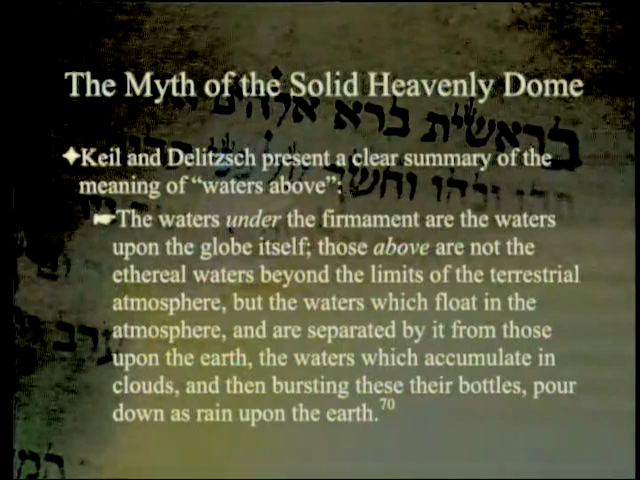 The Myth of the Solid Heavenly Dome
בראשית ברא אלהים
✦Keil and Delitzsch present a clear summary of the
meaning of “waters above”:
☛The waters under the firmament are the waters
upon the globe itself; those above are not the
ethereal waters beyond the limits of the terrestrial
atmosphere, but the waters which float in the
atmosphere, and are separated by it from those
upon the earth, the waters which accumulate in
clouds, and then bursting these their bottles, pour
down as rain upon the earth.70